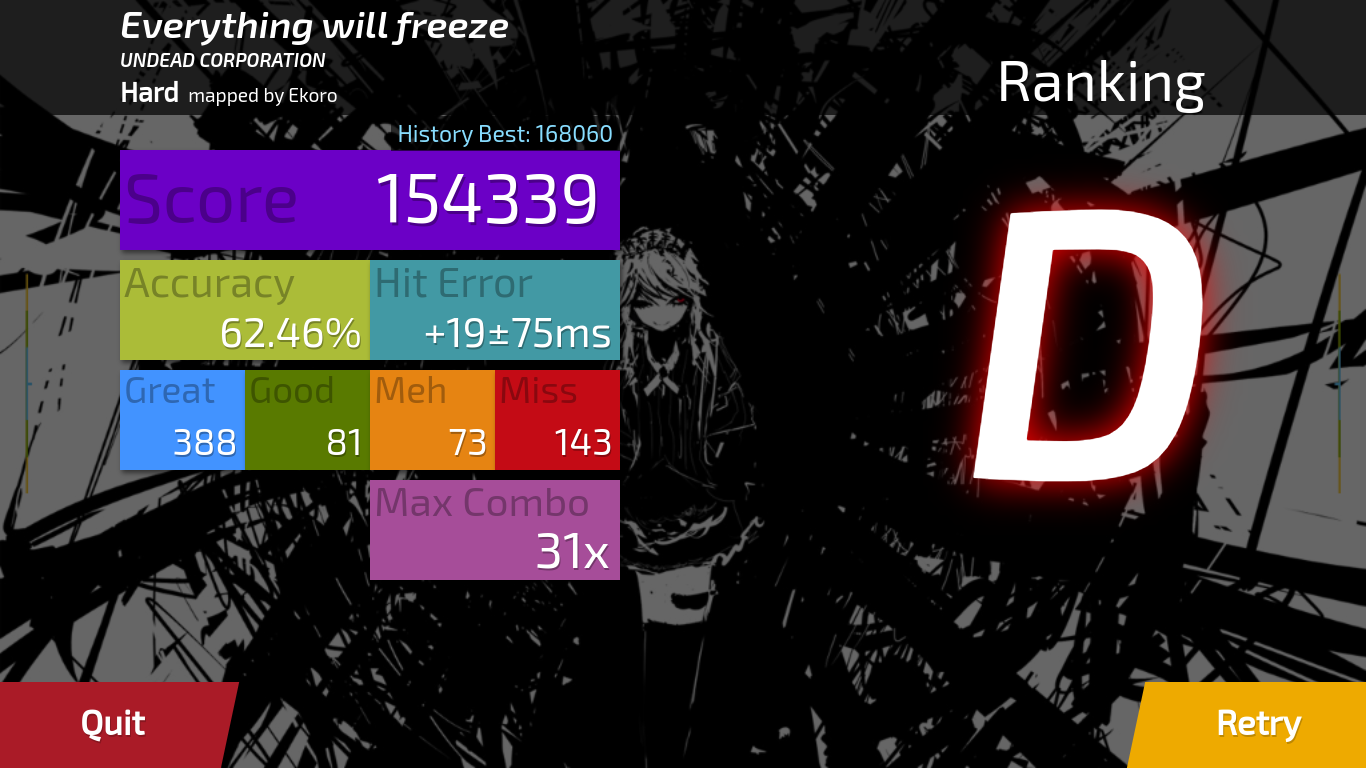 Everything will freeze
UNDEAD CORPORATION
Hard mapped by Ekoro
Ranking
History Best: 168060
Score 154339
Accuracy Hit Error
62.46% +19±75ms
Great Good Meh Miss
388 81 73 143
Max Combo
31x
D
Quit Retry